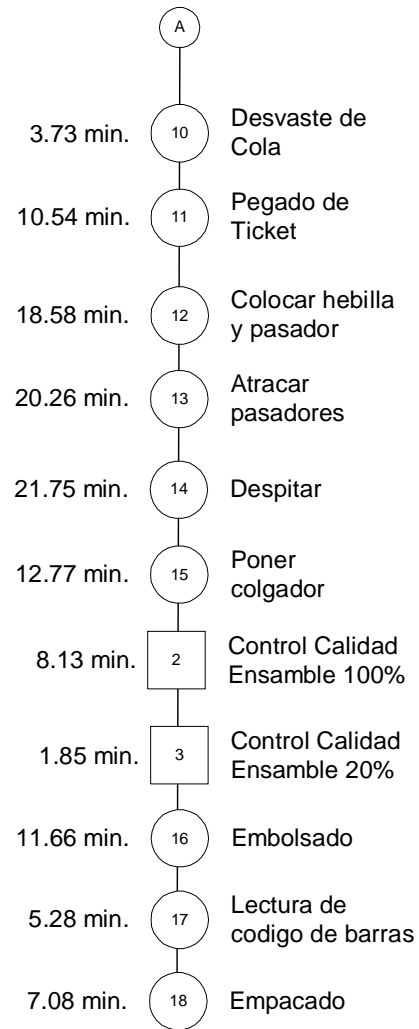 A
3.73 min. 10 Desvaste de
Cola
10.54 min. 11 Pegado de
Ticket
18.58 min. 12 Colocar hebilla
y pasador
20.26 min. 13 Atracar
pasadores
21.75 min. 14 Despitar
12.77 min. 15 Poner
colgador
8.13 min. 2 Control Calidad
Ensamble 100%
1.85 min. 3 Control Calidad
Ensamble 20%
11.66 min. 16 Embolsado
5.28 min. 17 Lectura de
codigo de barras
7.08 min. 18 Empacado